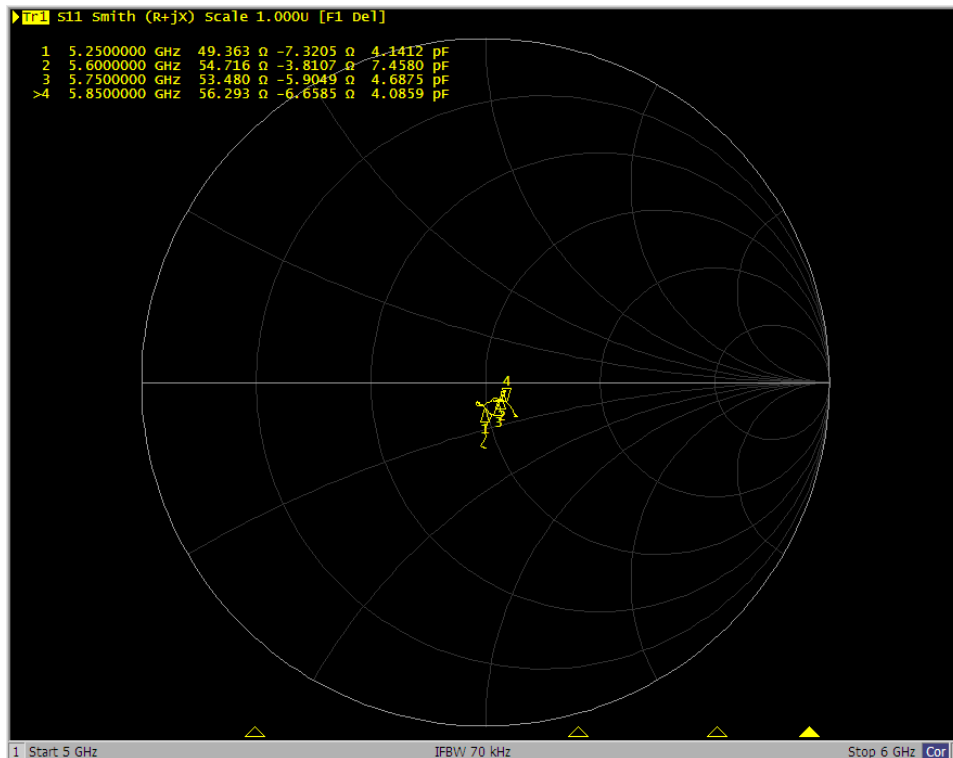 Tr1 S11 Smith (R+jX) Scale 1.000U [F1 Del]
1 5.2500000 GHz 49.363 Ω -7.3205 Ω 4.1412 pF
2 5.6000000 GHz 54.716 Ω -3.8107 Ω 7.4580 pF
3 5.7500000 GHz 53.480 Ω -5.9049 Ω 4.6875 pF
>4 5.8500000 GHz 56.293 Ω -6.6585 Ω 4.0859 pF
4
3
1
1 Start 5 GHz IFBW 70 kHz Stop 6 GHz Cor